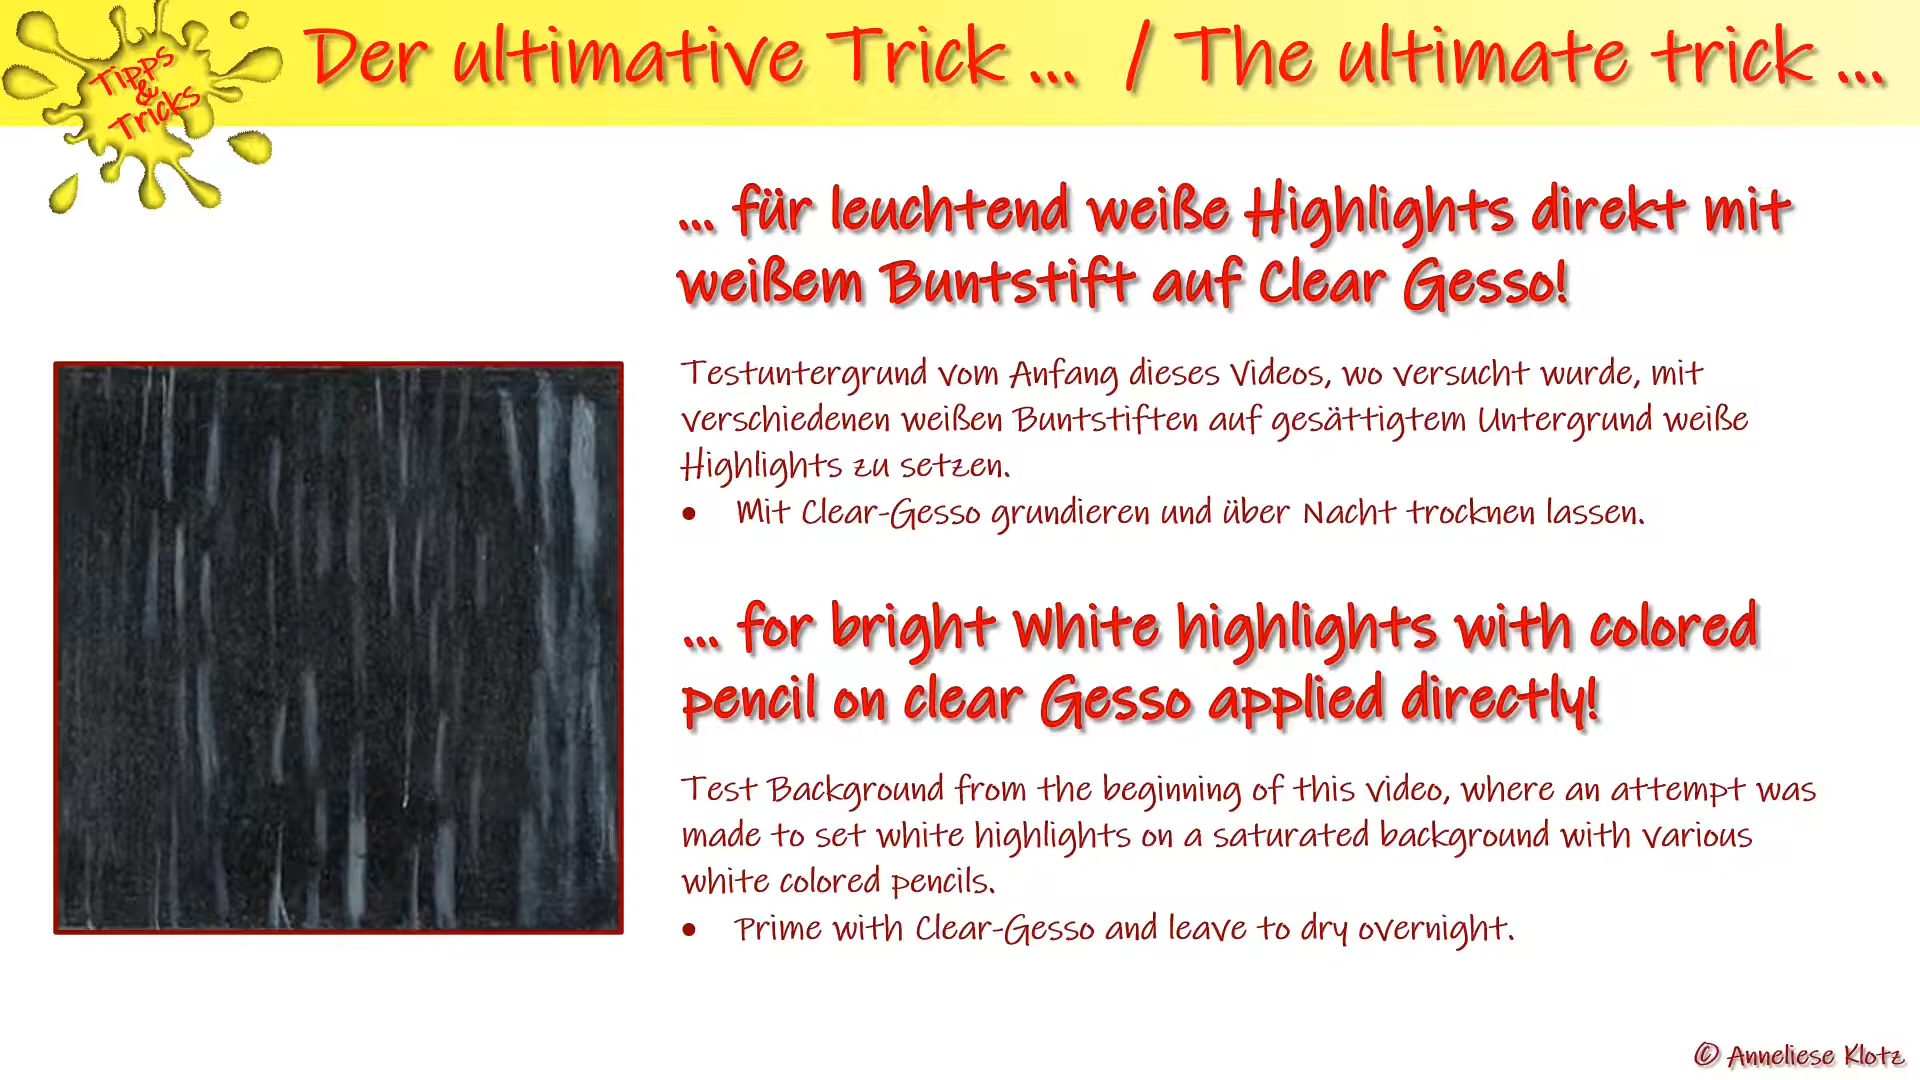 Tipps
&
Tricks
Der ultimative Trick ... / The ultimate trick ...
... für leuchtend weiße Highlights direkt mit
weißem Buntstift auf Clear Gesso!
Testuntergrund vom Anfang dieses Videos, wo versucht wurde, mit
verschiedenen weißen Buntstiften auf gesättigtem Untergrund weiße
Highlights zu setzen.
• Mit Clear-Gesso grundieren und über Nacht trocknen lassen.
... for bright white highlights with colored
pencil on clear Gesso applied directly!
Test Background from the beginning of this video, where an attempt was
made to set white highlights on a saturated background with various
white colored pencils.
• Prime with Clear-Gesso and leave to dry overnight.
© Anneliese Klotz